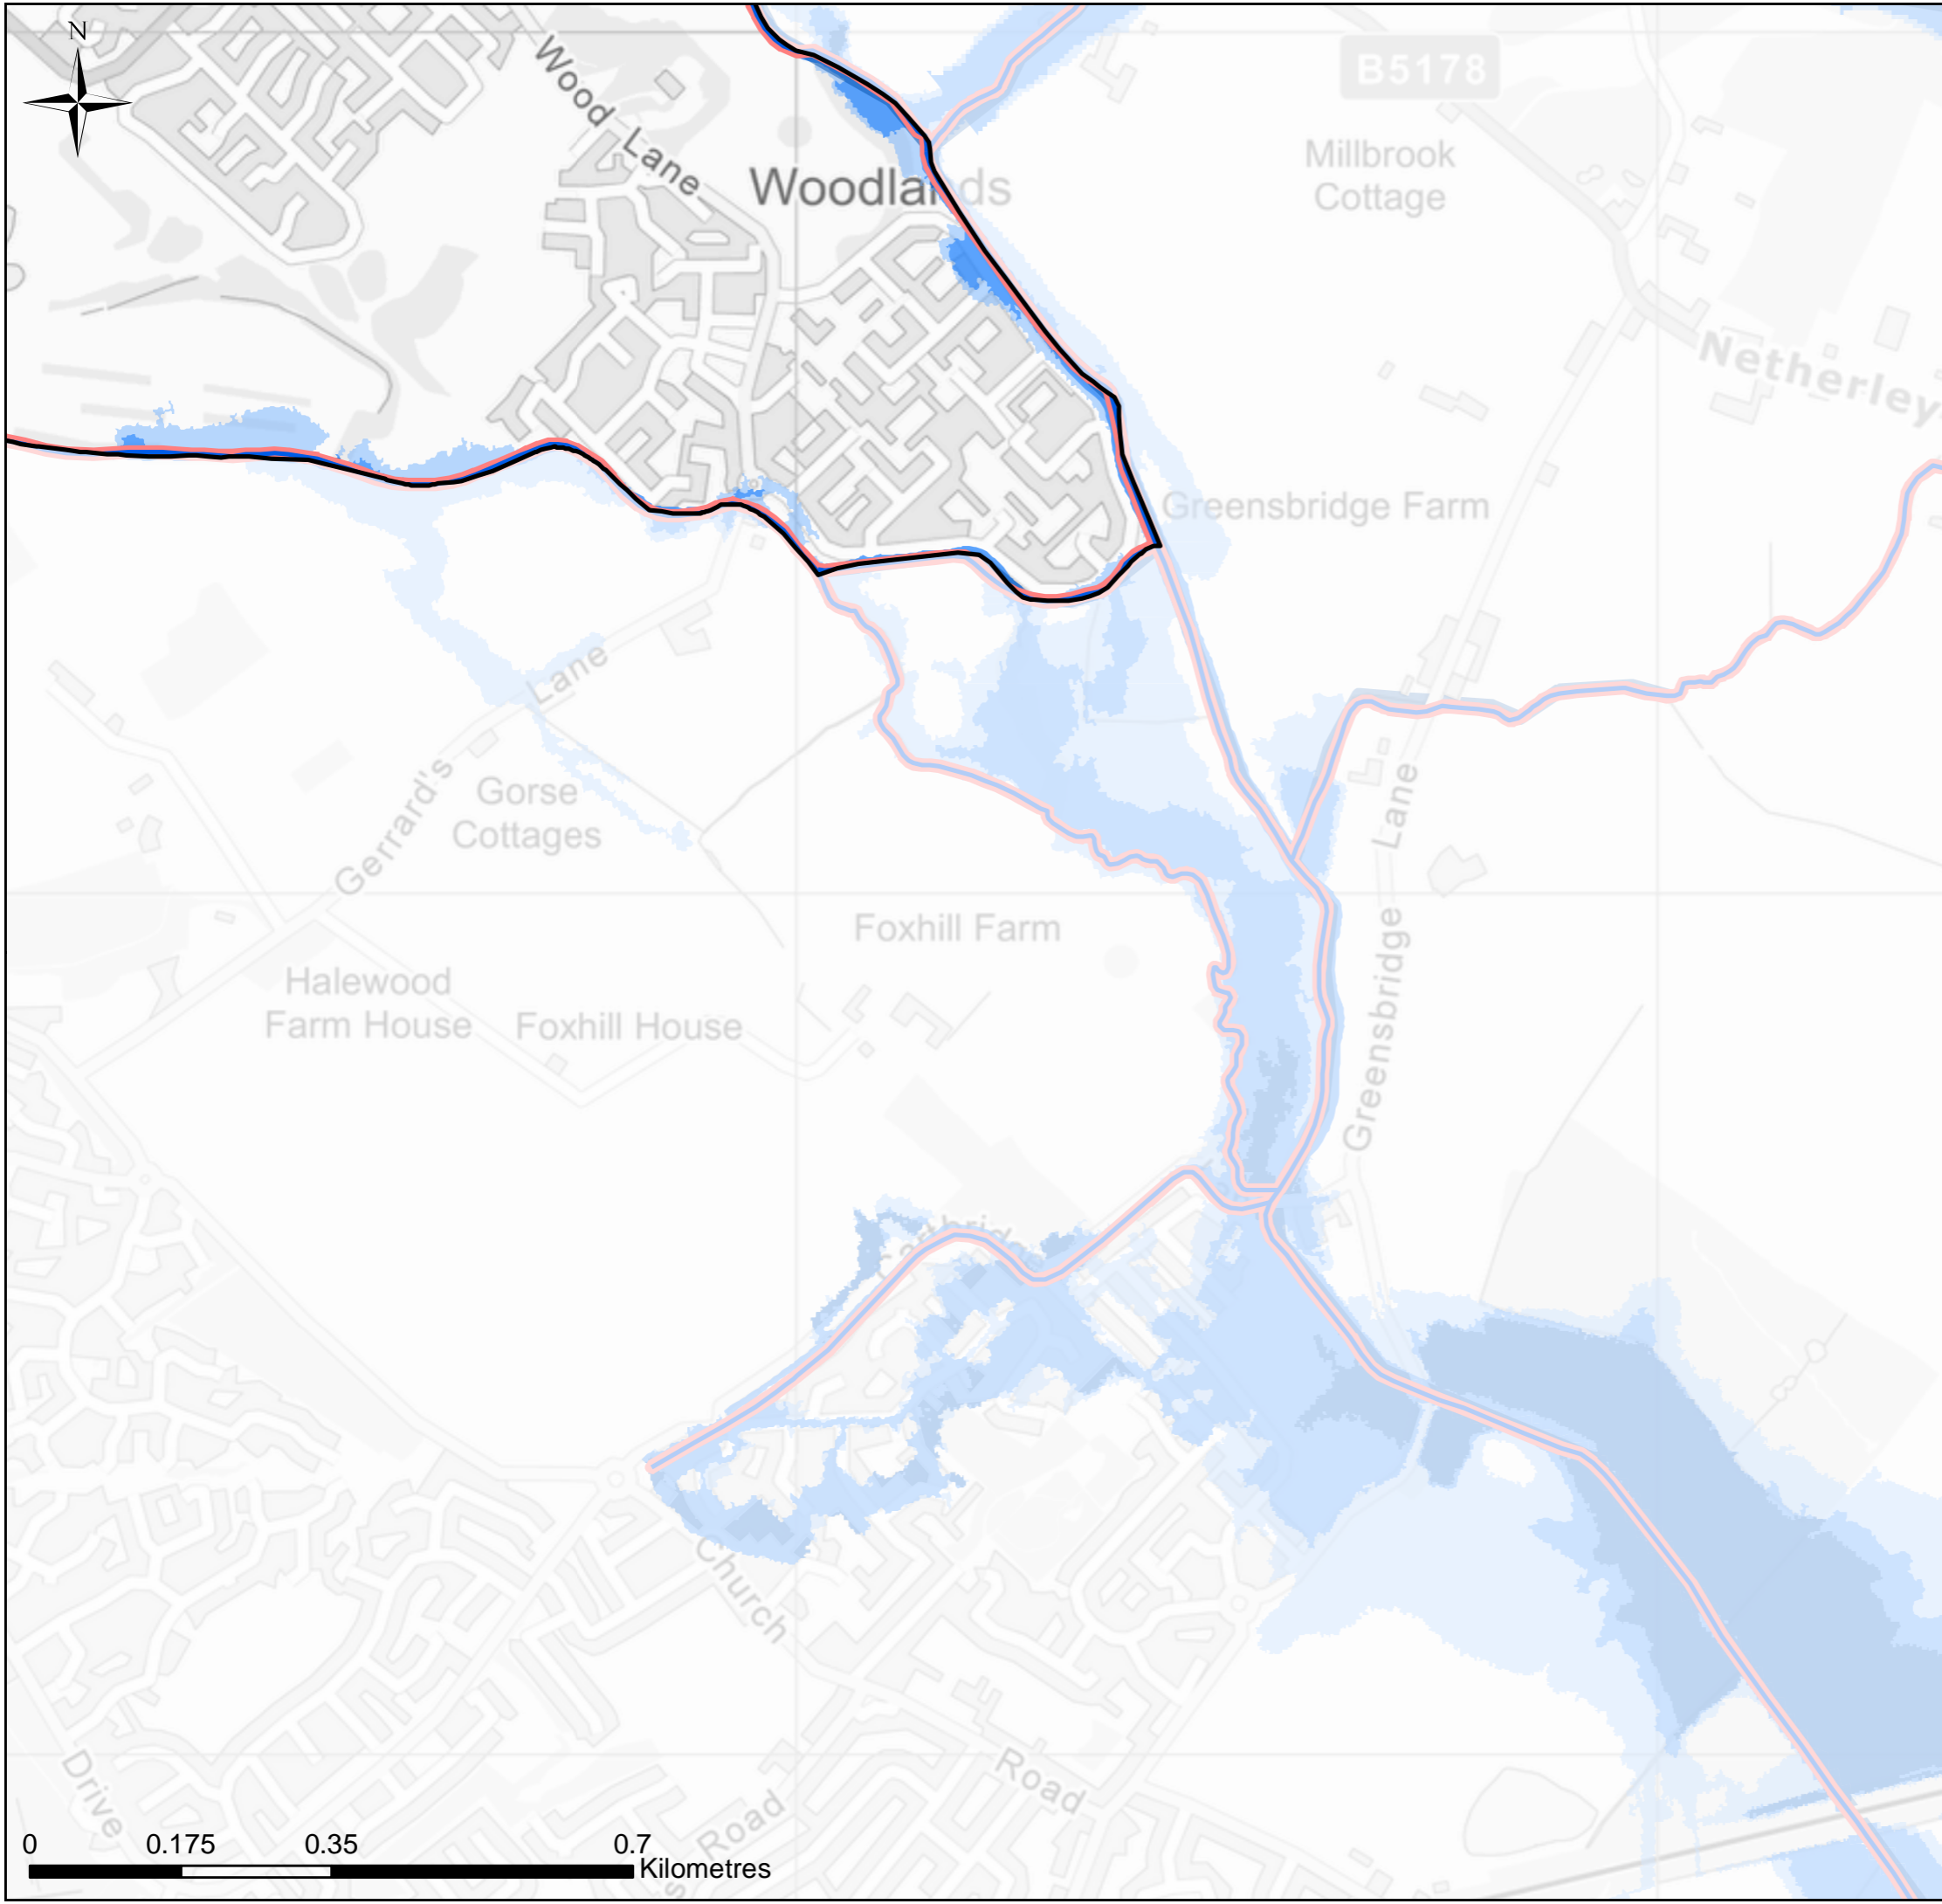 N
Wood Lane
B5178
Woodlands
Millbrook
Cottage
Netherley
Greensbridge Farm
Gerrard's Lane
Gorse
Cottages
Greensbridge Lane
Foxhill Farm
Halewood
Farm House
Foxhill House
Church
Road
Road
Drive
0 0.175 0.35 0.7
Kilometres